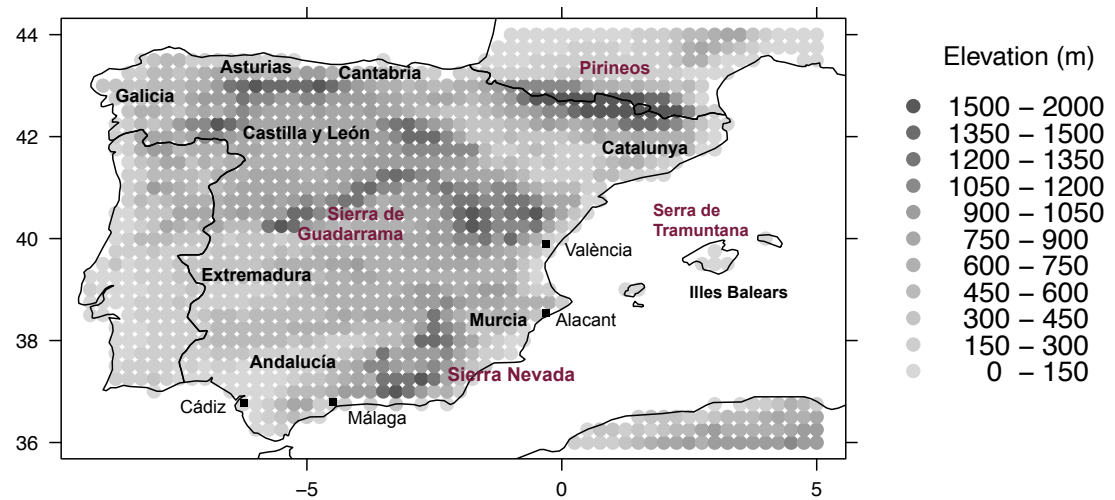 44
42
40
38
36
−5
0
5
Asturias
Cantabria
Pirineos
Galicia
Castilla y León
Catalunya
Sierra de
Guadarrama
Serra de
Tramuntana
València
Extremadura
Illes Balears
Murcia
Alacant
Andalucía
Sierra Nevada
Cádiz
Málaga
Elevation (m)
1500 − 2000
1350 − 1500
1200 − 1350
1050 − 1200
900 − 1050
750 − 900
600 − 750
450 − 600
300 − 450
150 − 300
0 − 150